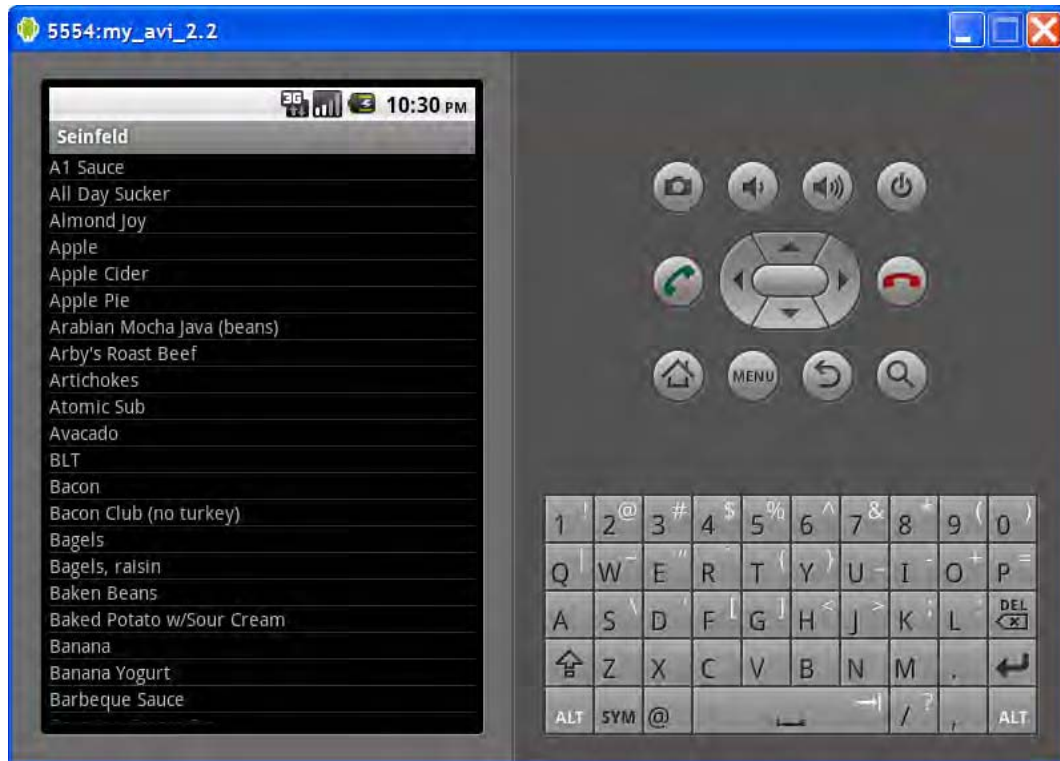 5554:my_avi_2.2
3G 10:30 PM
Seinfeld
A1 Sauce
All Day Sucker
Almond Joy
Apple
Apple Cider
Apple Pie
Arabian Mocha Java (beans)
Arby's Roast Beef
Artichokes
Atomic Sub
Avacado
BLT
Bacon
Bacon Club (no turkey)
Bagels
Bagels, raisin
Baken Beans
Baked Potato w/Sour Cream
Banana
Banana Yogurt
Barbeque Sauce
MENU
1 ! 2 @ 3 # 4 $ 5 % 6 ^ 7 & 8 * 9 ( 0 )
Q | W ~ E " R ` T { Y } U _ I - O + P =
A S \ D ' F [ G ] H < J > K ; L : DEL
Z X C V B N M .
ALT SYM @ / ? , ALT